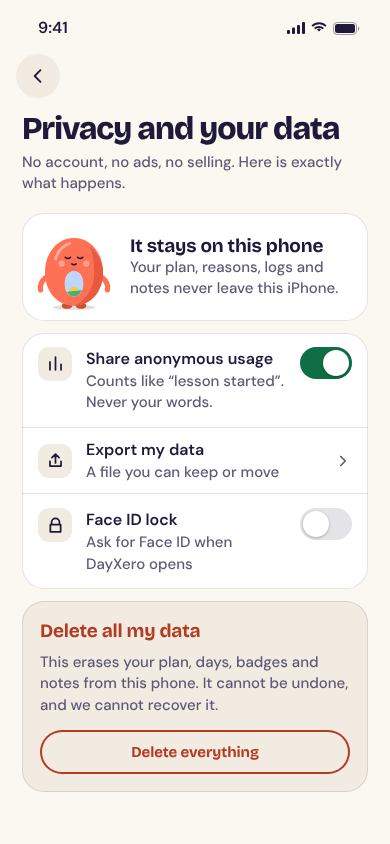 9:41
Privacy and your data
No account, no ads, no selling. Here is exactly
what happens.
It stays on this phone
Your plan, reasons, logs and
notes never leave this iPhone.
Share anonymous usage
Counts like “lesson started”.
Never your words.
Export my data
A file you can keep or move
Face ID lock
Ask for Face ID when
DayXero opens
Delete all my data
This erases your plan, days, badges and
notes from this phone. It cannot be undone,
and we cannot recover it.
Delete everything